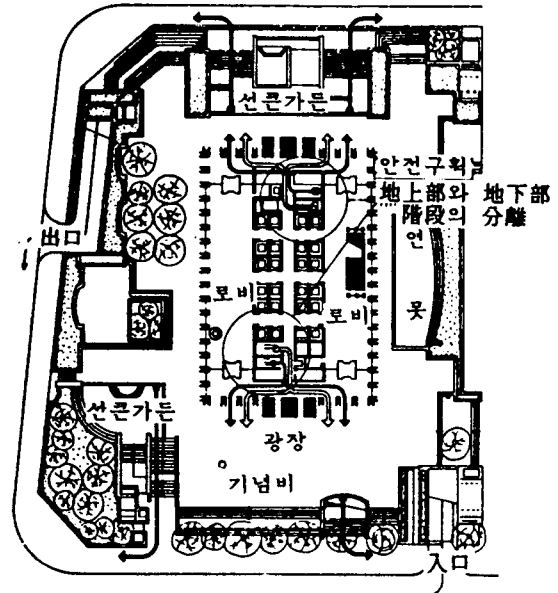 선큰가든
안전구획
地上部와 地下部
階段의 分離
出口
연
못
로비
로비
선큰가든
광장
기념비
入口